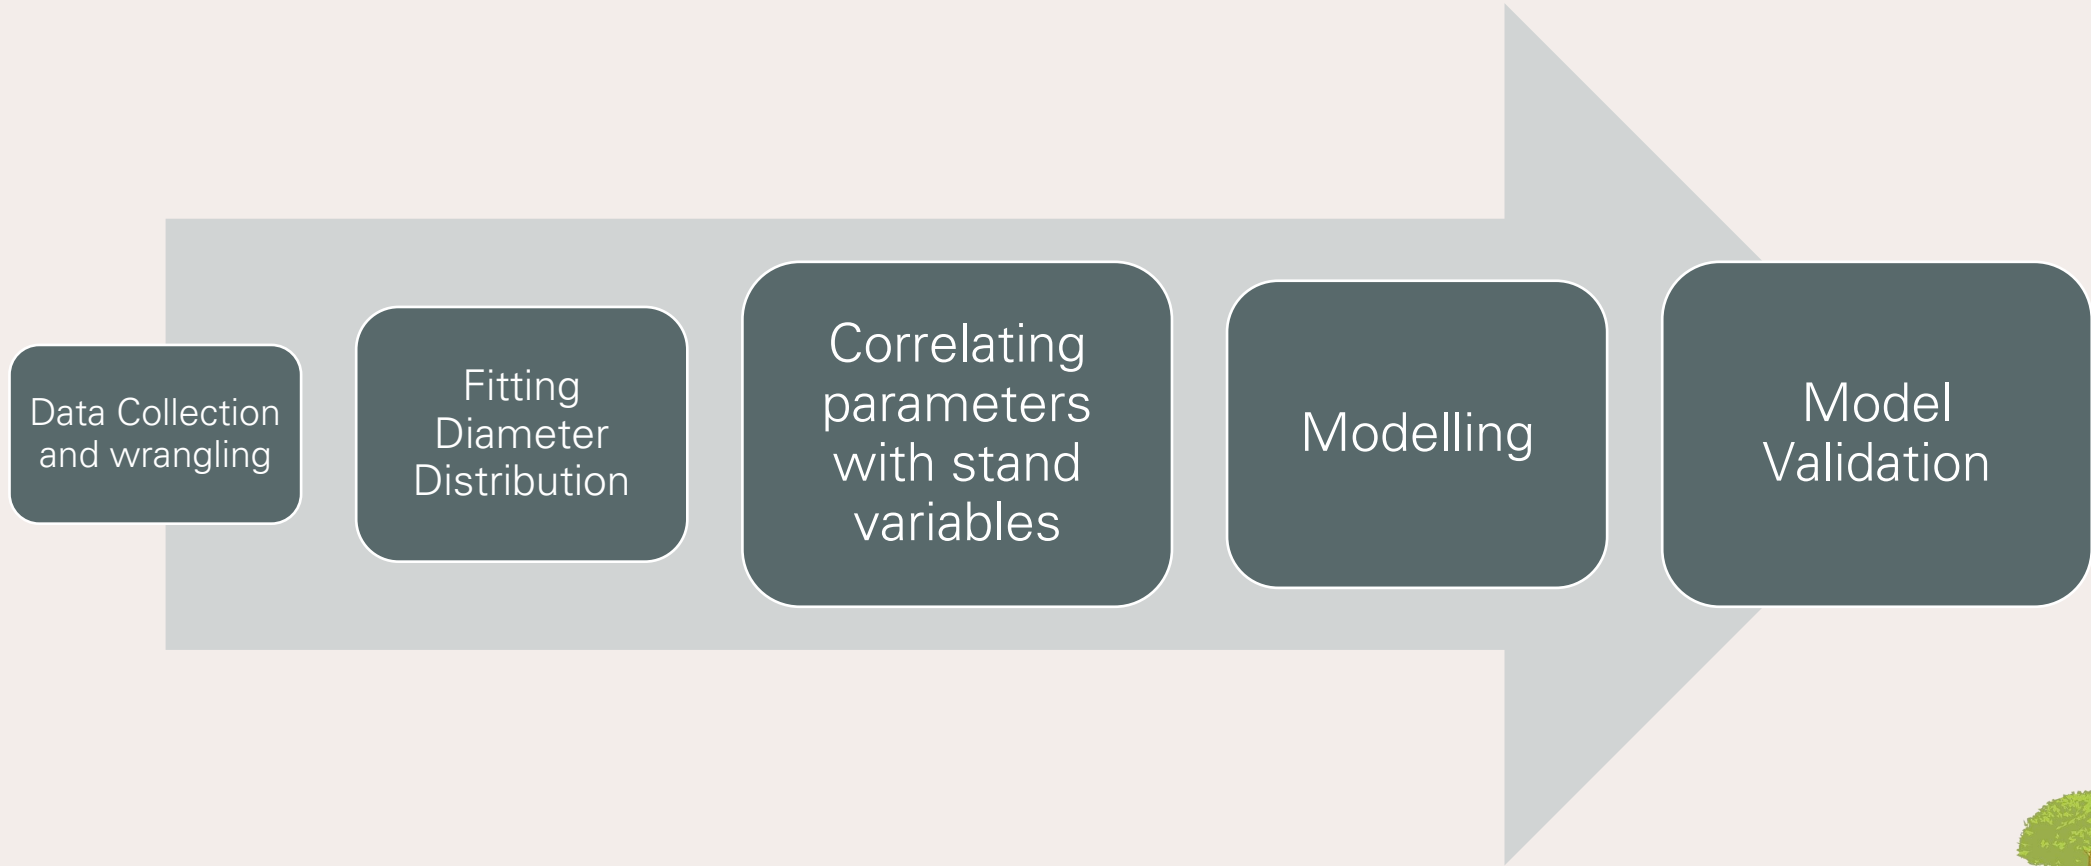 Data Collection
and wrangling
Fitting
Diameter
Distribution
Correlating
parameters
with stand
variables
Modelling
Model
Validation